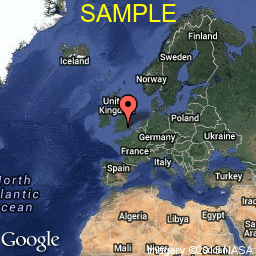 SAMPLE
Finland
Sweden
Iceland
Norway
United
Kingdom
Poland
Germany
Ukraine
France
Spain
Italy
Turkey
North
Atlantic
Ocean
Algeria
Libya
Egypt
Google
Mali
Niger
Imagery ©2013 NASA